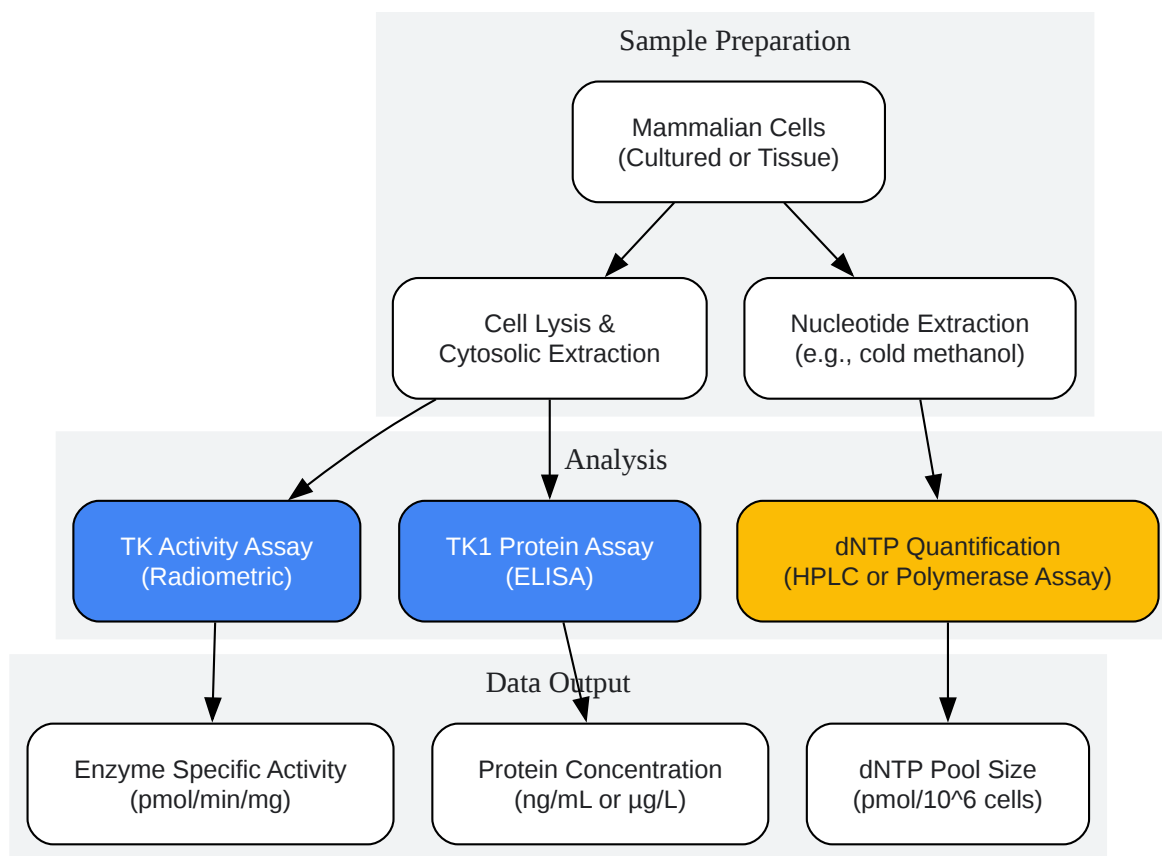 Sample Preparation
Mammalian Cells
(Cultured or Tissue)
Cell Lysis &
Cytosolic Extraction
Nucleotide Extraction
(e.g., cold methanol)
Analysis
TK Activity Assay
(Radiometric)
TK1 Protein Assay
(ELISA)
dNTP Quantification
(HPLC or Polymerase Assay)
Data Output
Enzyme Specific Activity
(pmol/min/mg)
Protein Concentration
(ng/mL or µg/L)
dNTP Pool Size
(pmol/10^6 cells)